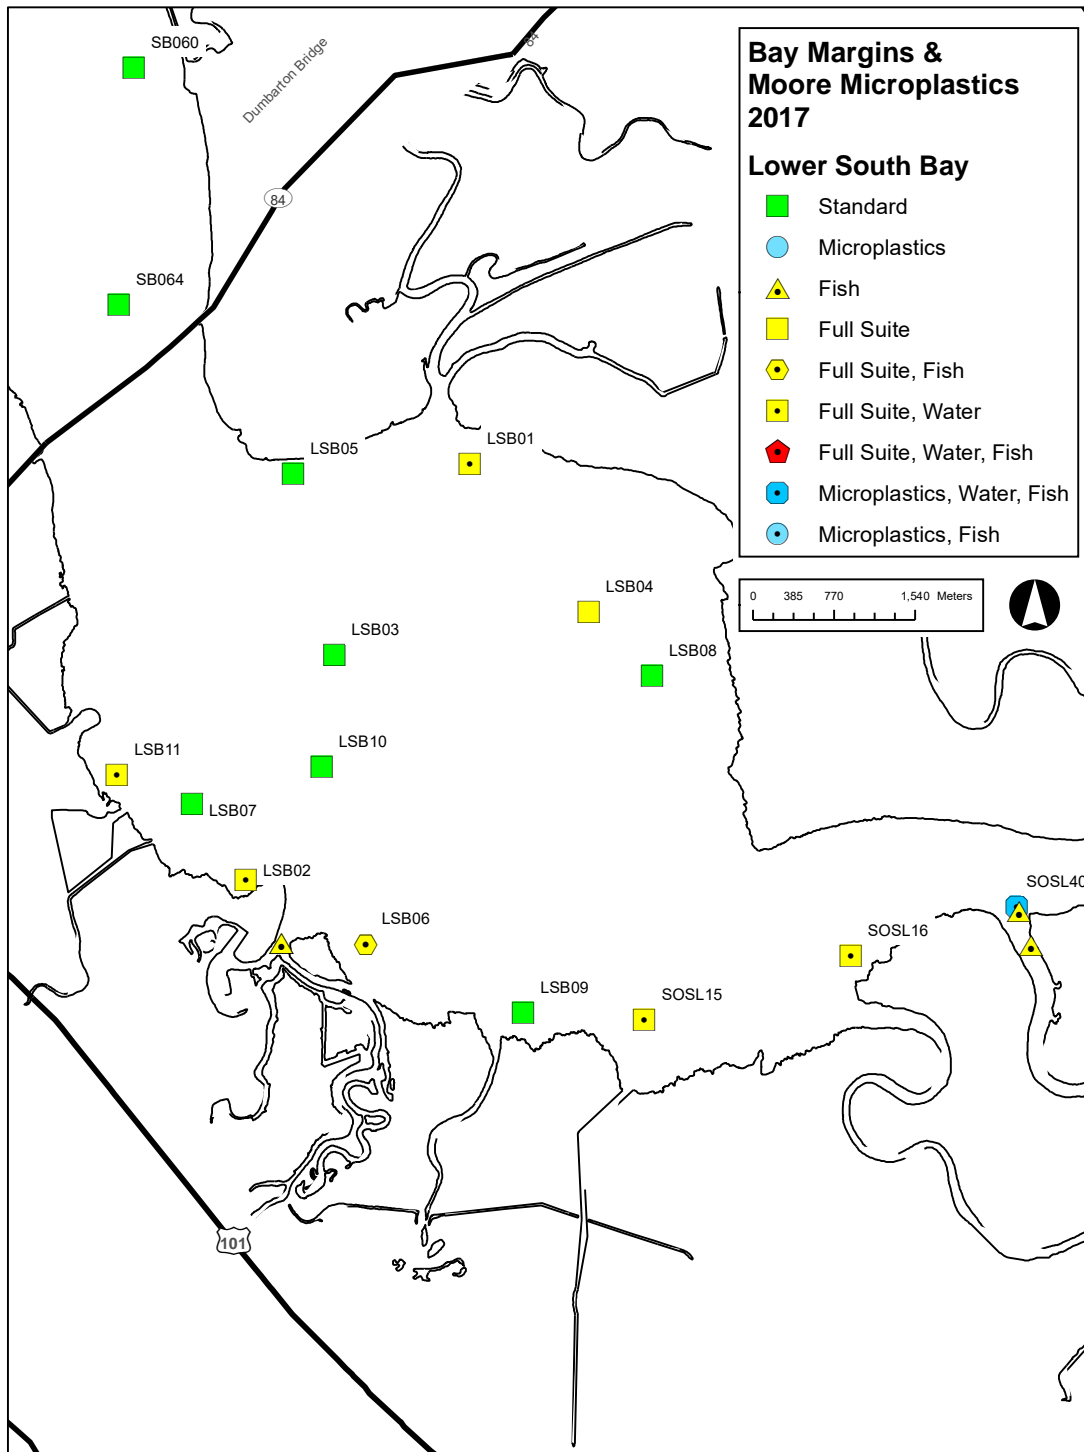 SB060
Dumbarton Bridge
84
84
SB064
Bay Margins &
Moore Microplastics
2017
Lower South Bay
Standard
Microplastics
Fish
Full Suite
Full Suite, Fish
Full Suite, Water
Full Suite, Water, Fish
Microplastics, Water, Fish
Microplastics, Fish
0 385 770 1,540 Meters
LSB05
LSB01
LSB04
LSB03
LSB08
LSB11
LSB10
LSB07
LSB02
LSB06
SOSL40
SOSL16
LSB09
SOSL15
101